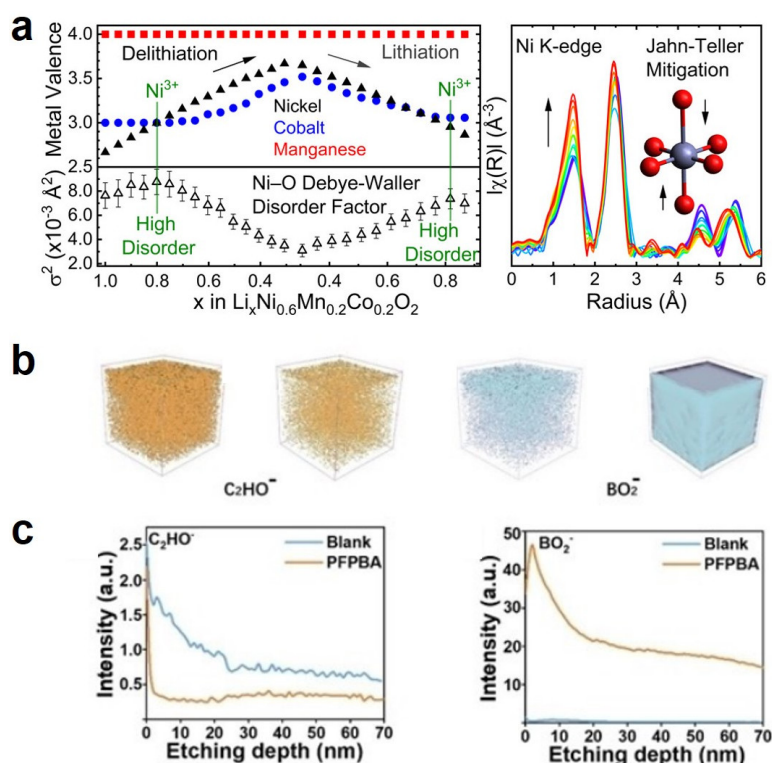 a
Metal Valence
4.0
3.5
3.0
2.5
Delithiation
Lithiation
Ni³⁺
Ni³⁺
Nickel
Cobalt
Manganese
σ² (x10⁻³ Å²)
8.0
6.0
4.0
2.0
Ni–O Debye-Waller
Disorder Factor
High
Disorder
High
Disorder
1.0 0.8 0.6 0.4 0.2 0.4 0.6 0.8
x in LiₓNi₀.₆Mn₀.₂Co₀.₂O₂
Ni K-edge
Jahn-Teller
Mitigation
|χ(R)| (Å⁻³)
0 1 2 3 4 5 6
Radius (Å)
b
C₂HO⁻
BO₂⁻
c
C₂HO⁻
Blank
PFPBA
Intensity (a.u.)
2.5
2.0
1.5
1.0
0.5
0 10 20 30 40 50 60 70
Etching depth (nm)
BO₂⁻
Blank
PFPBA
Intensity (a.u.)
50
40
30
20
10
0 10 20 30 40 50 60 70
Etching depth (nm)